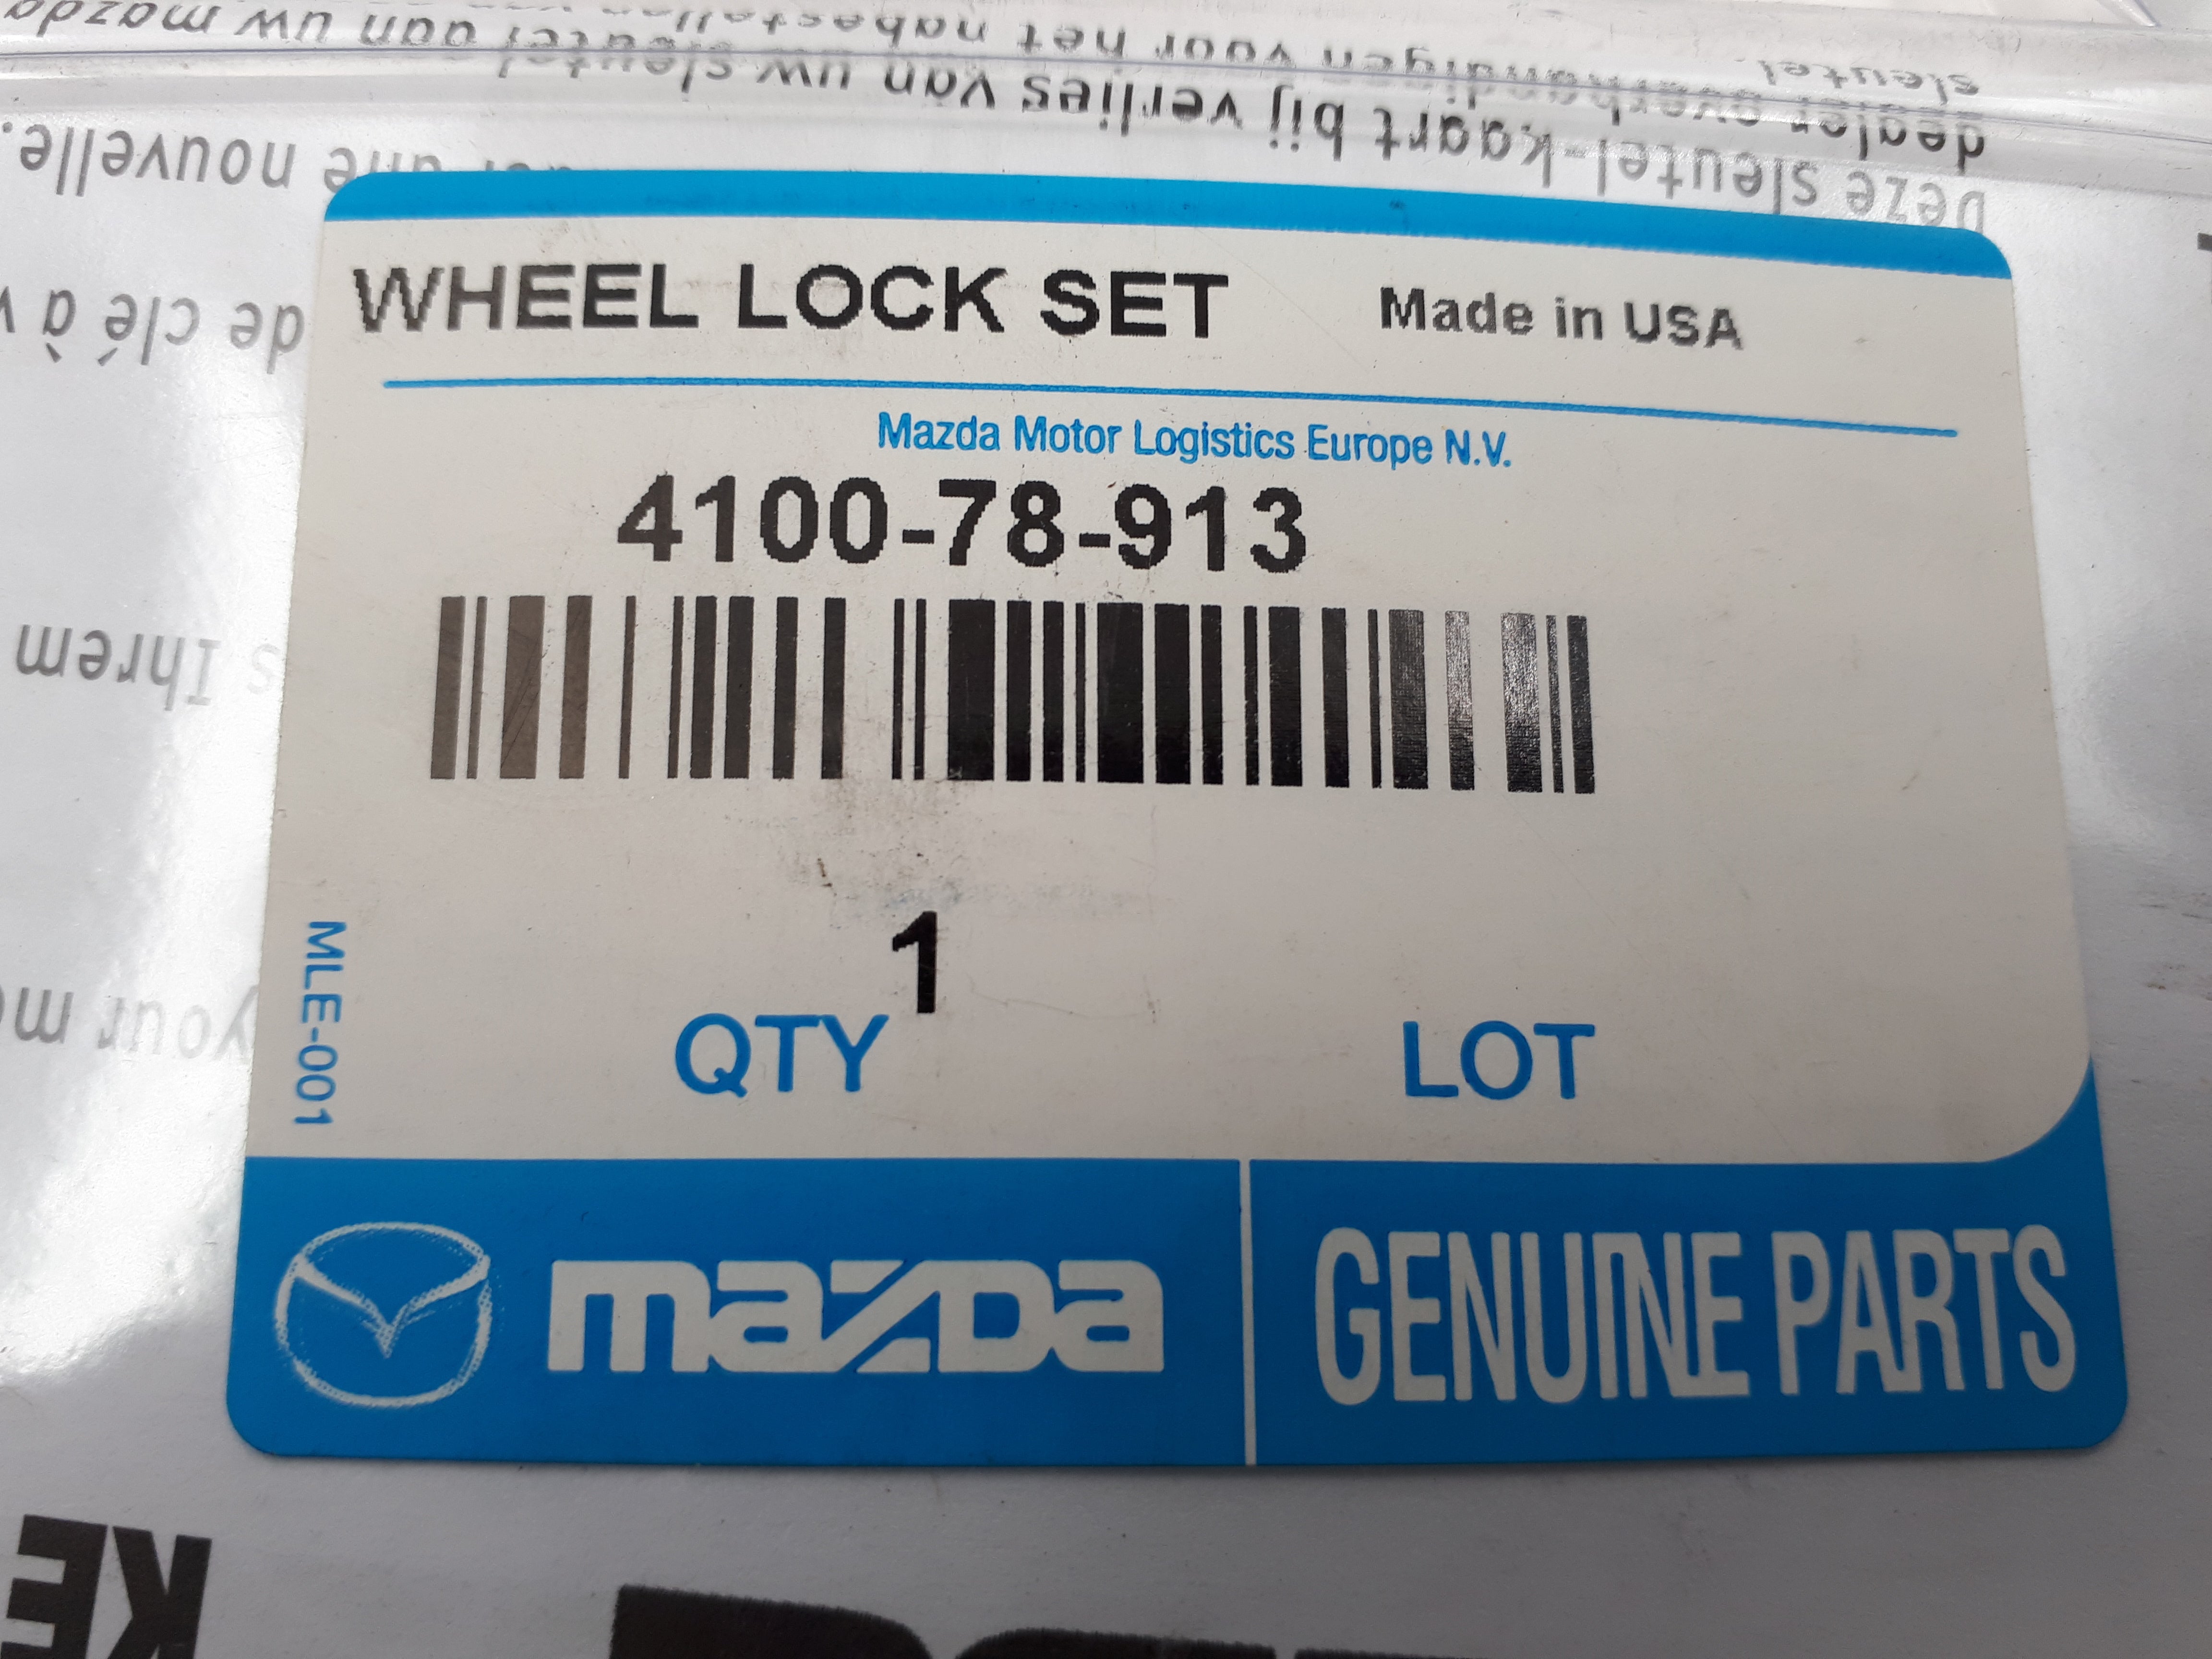 WHEEL LOCK SET Made in USA
Mazda Motor Logistics Europe N.V.
4100-78-913
1
QTY LOT
MLE-001
mazda GENUINE PARTS
KE
your
Ihrem
de clé à
une nouvelle.
Deze sleutel-kaart bij verlies van uw sleutel aan uw mazda
dealer overhandigen voor het nabestellen
sleutel.